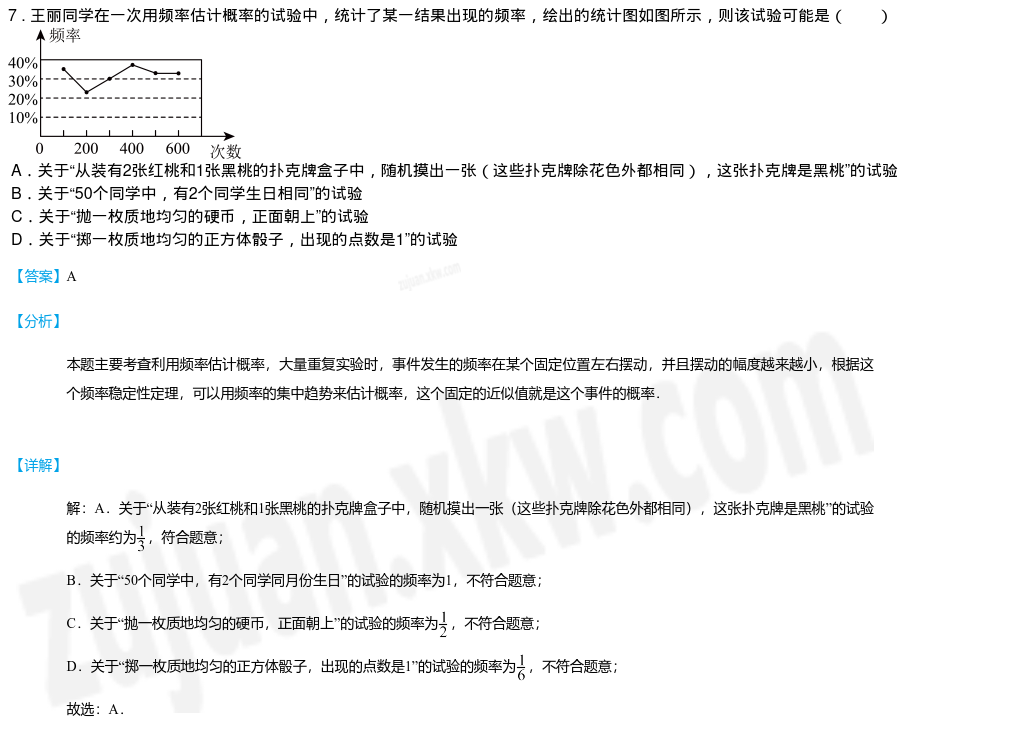 7．王丽同学在一次用频率估计概率的试验中，统计了某一结果出现的频率，绘出的统计图如图所示，则该试验可能是（　　）
频率
40%
30%
20%
10%
0 200 400 600 次数
A．关于“从装有2张红桃和1张黑桃的扑克牌盒子中，随机摸出一张（这些扑克牌除花色外都相同），这张扑克牌是黑桃”的试验
B．关于“50个同学中，有2个同学生日相同”的试验
C．关于“抛一枚质地均匀的硬币，正面朝上”的试验
D．关于“掷一枚质地均匀的正方体骰子，出现的点数是1”的试验
【答案】A
zujuan.xkw.com
【分析】
本题主要考查利用频率估计概率，大量重复实验时，事件发生的频率在某个固定位置左右摆动，并且摆动的幅度越来越小，根据这
个频率稳定性定理，可以用频率的集中趋势来估计概率，这个固定的近似值就是这个事件的概率．
【详解】
解：A．关于“从装有2张红桃和1张黑桃的扑克牌盒子中，随机摸出一张（这些扑克牌除花色外都相同），这张扑克牌是黑桃”的试验
的频率约为1/3，符合题意；
B．关于“50个同学中，有2个同学同月份生日”的试验的频率为1，不符合题意；
C．关于“抛一枚质地均匀的硬币，正面朝上”的试验的频率为1/2，不符合题意；
D．关于“掷一枚质地均匀的正方体骰子，出现的点数是1”的试验的频率为1/6，不符合题意；
故选：A．
zujuan.xkw.com